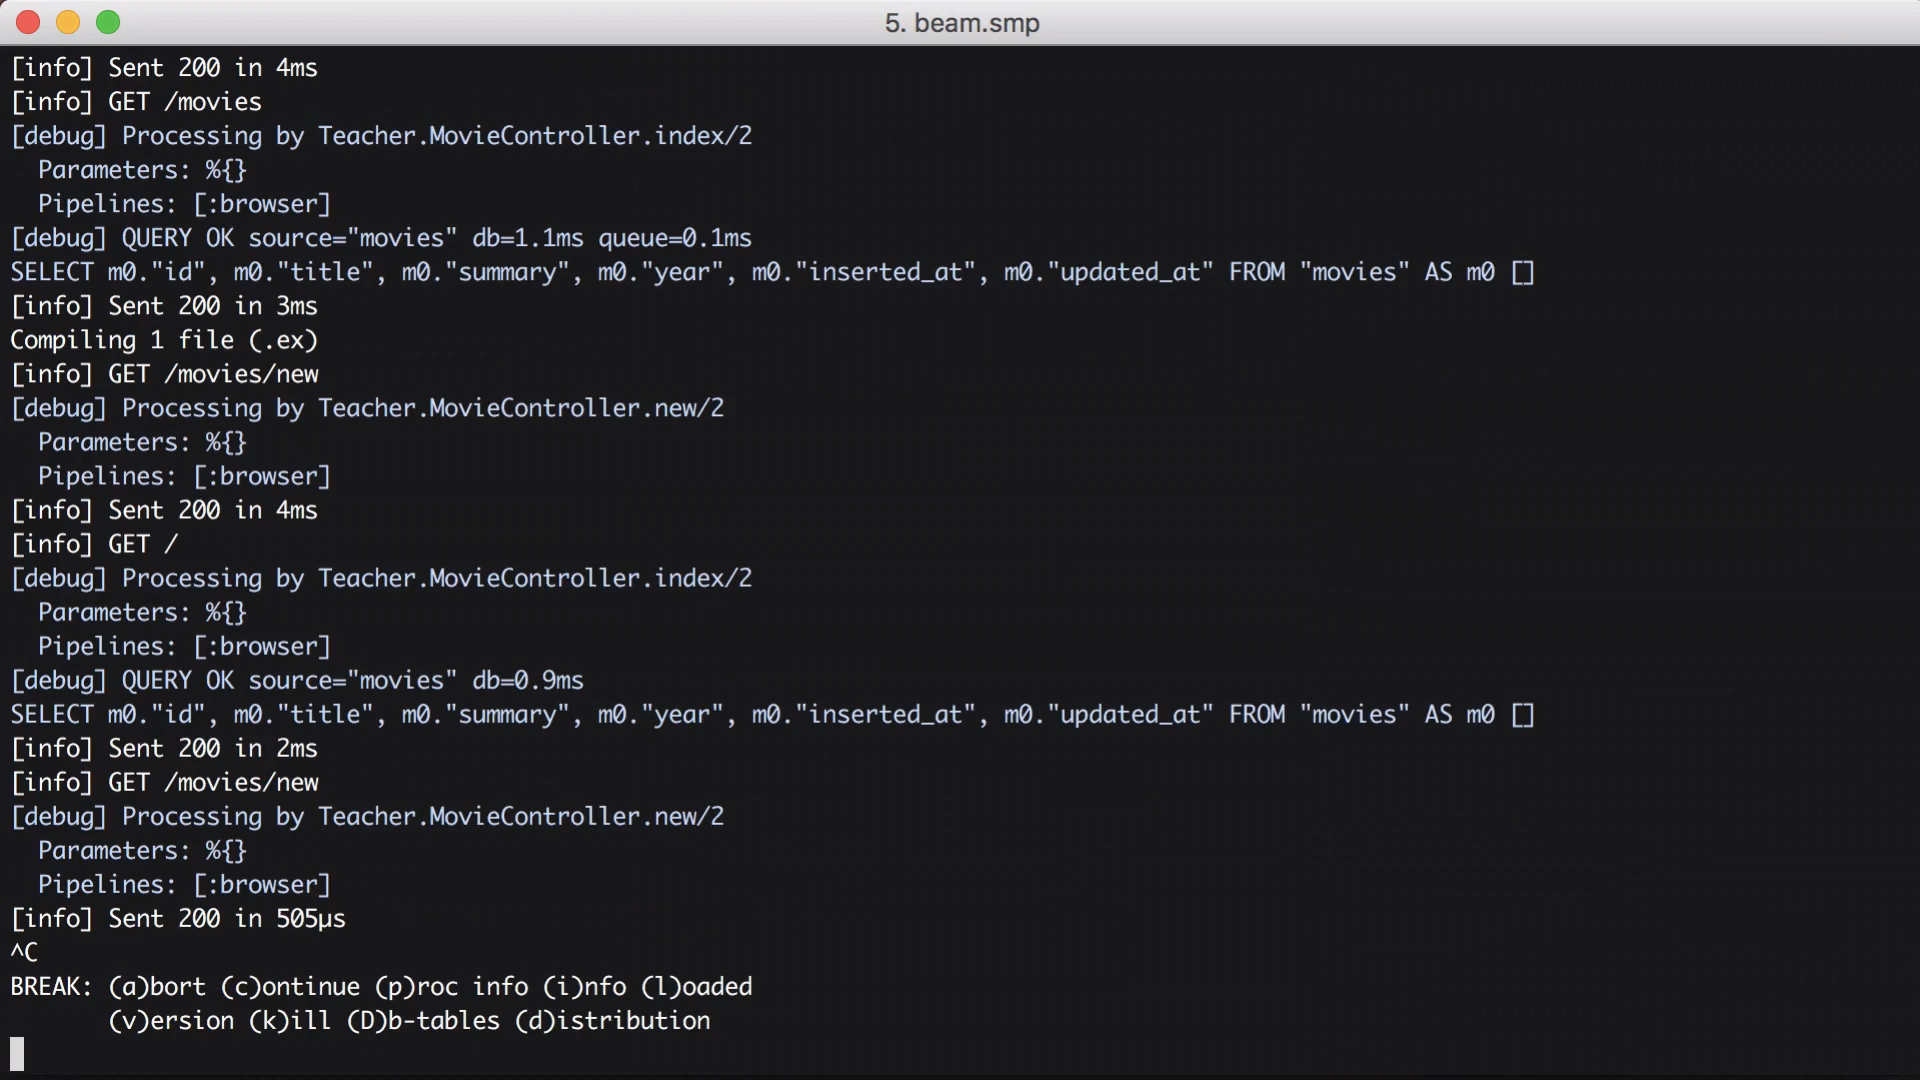 5. beam.smp
[info] Sent 200 in 4ms
[info] GET /movies
[debug] Processing by Teacher.MovieController.index/2
  Parameters: %{}
  Pipelines: [:browser]
[debug] QUERY OK source="movies" db=1.1ms queue=0.1ms
SELECT m0."id", m0."title", m0."summary", m0."year", m0."inserted_at", m0."updated_at" FROM "movies" AS m0 []
[info] Sent 200 in 3ms
Compiling 1 file (.ex)
[info] GET /movies/new
[debug] Processing by Teacher.MovieController.new/2
  Parameters: %{}
  Pipelines: [:browser]
[info] Sent 200 in 4ms
[info] GET /
[debug] Processing by Teacher.MovieController.index/2
  Parameters: %{}
  Pipelines: [:browser]
[debug] QUERY OK source="movies" db=0.9ms
SELECT m0."id", m0."title", m0."summary", m0."year", m0."inserted_at", m0."updated_at" FROM "movies" AS m0 []
[info] Sent 200 in 2ms
[info] GET /movies/new
[debug] Processing by Teacher.MovieController.new/2
  Parameters: %{}
  Pipelines: [:browser]
[info] Sent 200 in 505µs
^C
BREAK: (a)bort (c)ontinue (p)roc info (i)nfo (l)oaded
       (v)ersion (k)ill (D)b-tables (d)istribution